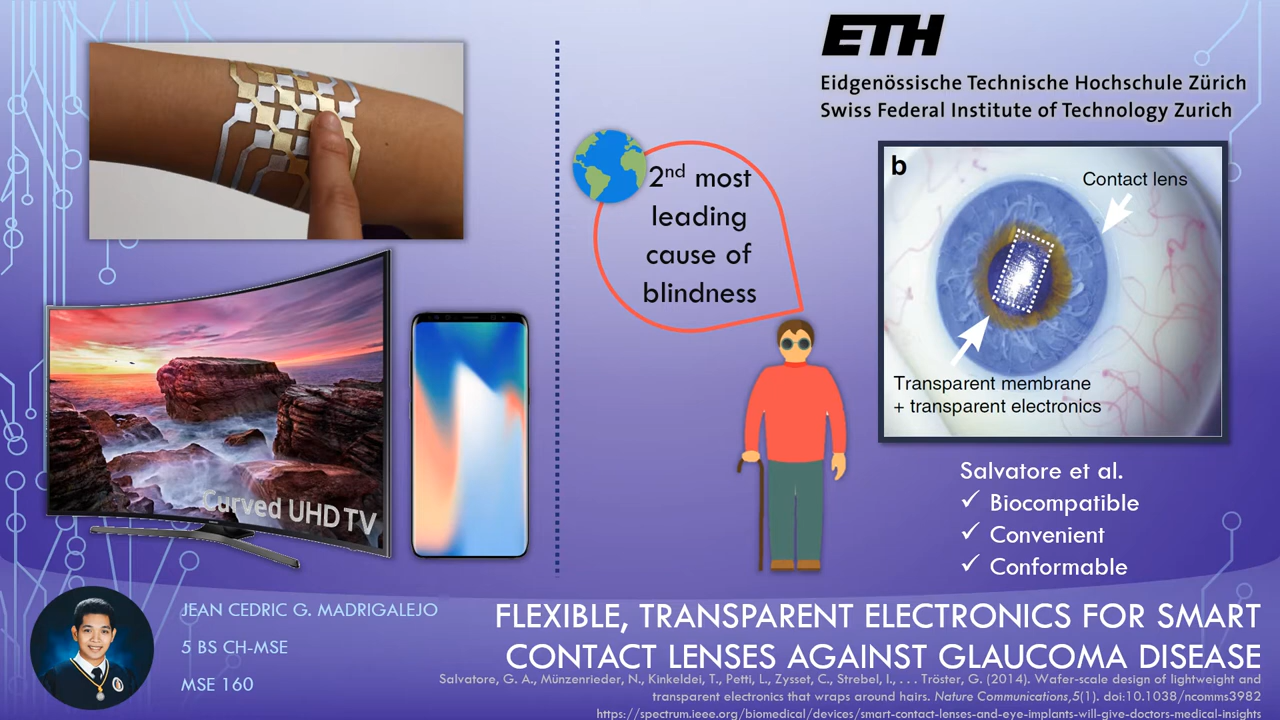 ETH
Eidgenössische Technische Hochschule Zürich
Swiss Federal Institute of Technology Zurich
2nd most
leading
cause of
blindness
b
Contact lens
Transparent membrane
+ transparent electronics
Curved UHD TV
Salvatore et al.
✓ Biocompatible
✓ Convenient
✓ Conformable
JEAN CEDRIC G. MADRIGALEJO
5 BS CH-MSE
MSE 160
FLEXIBLE, TRANSPARENT ELECTRONICS FOR SMART
CONTACT LENSES AGAINST GLAUCOMA DISEASE
Salvatore, G. A., Münzenrieder, N., Kinkeldei, T., Petti, L., Zysset, C., Strebel, I., . . . Tröster, G. (2014). Wafer-scale design of lightweight and
transparent electronics that wraps around hairs. Nature Communications,5(1). doi:10.1038/ncomms3982
https://spectrum.ieee.org/biomedical/devices/smart-contact-lenses-and-eye-implants-will-give-doctors-medical-insights